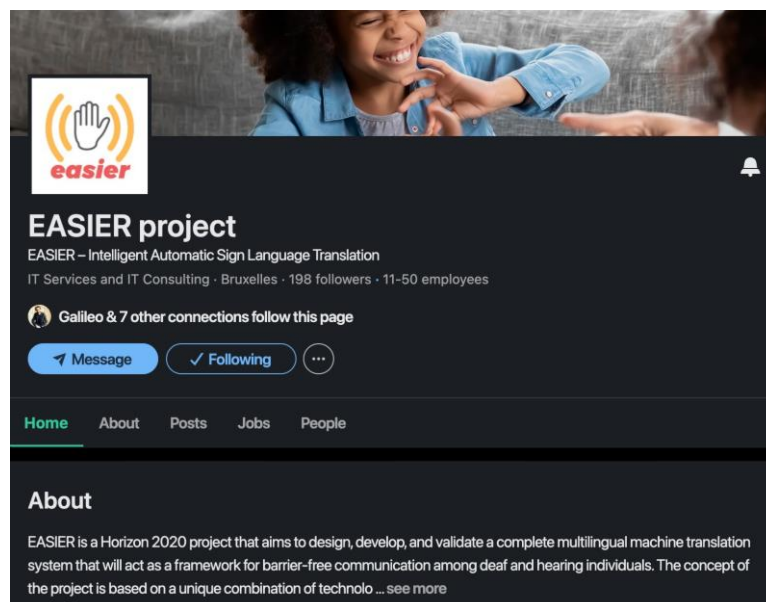 easier
EASIER project
EASIER – Intelligent Automatic Sign Language Translation
IT Services and IT Consulting · Bruxelles · 198 followers · 11-50 employees
Galileo & 7 other connections follow this page
Message Following
Home About Posts Jobs People
About
EASIER is a Horizon 2020 project that aims to design, develop, and validate a complete multilingual machine translation
system that will act as a framework for barrier-free communication among deaf and hearing individuals. The concept of
the project is based on a unique combination of technolo ... see more